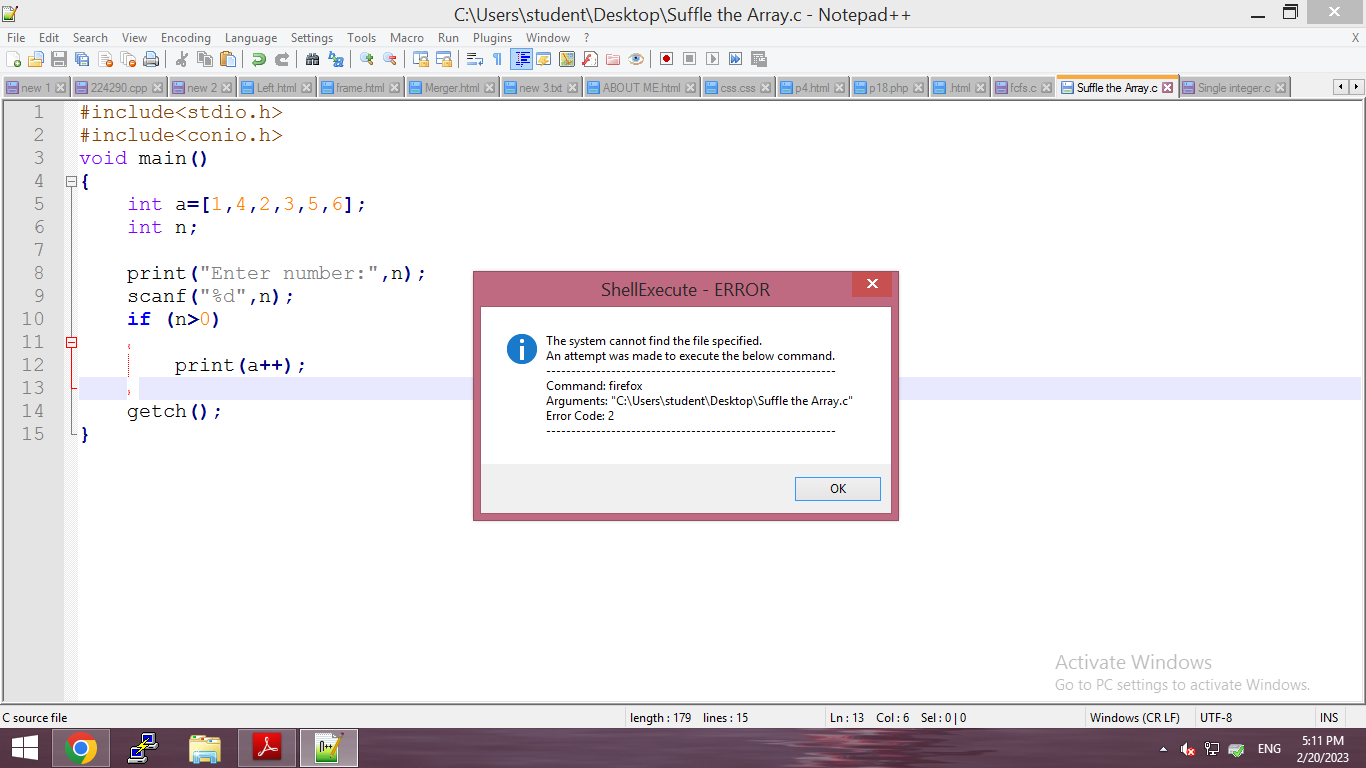 C:\Users\student\Desktop\Suffle the Array.c - Notepad++
File Edit Search View Encoding Language Settings Tools Macro Run Plugins Window ? X
new 1 224290.cpp new 2 Left.html frame.html Merger.html new 3.txt ABOUT ME.html css.css p4.html p18.php .html fcfs.c Suffle the Array.c Single integer.c
1 #include<stdio.h>
2 #include<conio.h>
3 void main()
4 {
5 int a=[1,4,2,3,5,6];
6 int n;
7
8 print("Enter number:",n);
9 scanf("%d",n);
10 if (n>0)
11 {
12 print(a++);
13 }
14 getch();
15 }
ShellExecute - ERROR
The system cannot find the file specified.
An attempt was made to execute the below command.
----------------------------------------------------------
Command: firefox
Arguments: "C:\Users\student\Desktop\Suffle the Array.c"
Error Code: 2
----------------------------------------------------------
OK
Activate Windows
Go to PC settings to activate Windows.
C source file length : 179 lines : 15 Ln : 13 Col : 6 Sel : 0 | 0 Windows (CR LF) UTF-8 INS
ENG
5:11 PM
2/20/2023